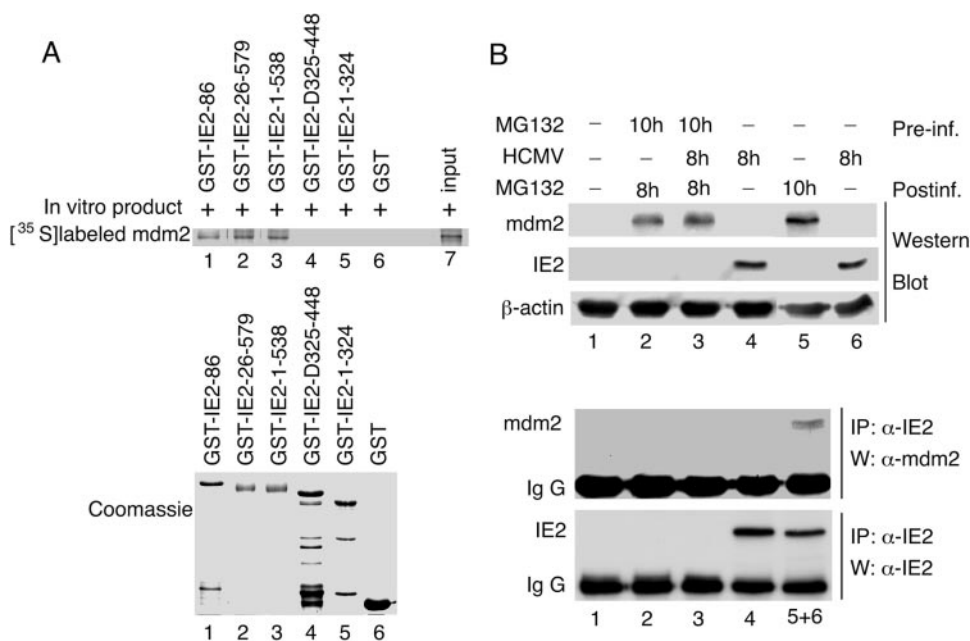 A
GST-IE2-86
GST-IE2-26-579
GST-IE2-1-538
GST-IE2-D325-448
GST-IE2-1-324
GST
input
In vitro product + + + + + + +
[³⁵S]labeled mdm2
1 2 3 4 5 6 7
GST-IE2-86
GST-IE2-26-579
GST-IE2-1-538
GST-IE2-D325-448
GST-IE2-1-324
GST
Coomassie
1 2 3 4 5 6
B
MG132 – 10h 10h – – – Pre-inf.
HCMV – – 8h 8h – 8h
MG132 – 8h 8h – 10h – Postinf.
mdm2
Western
IE2
Blot
β-actin
1 2 3 4 5 6
mdm2
IP: α-IE2
W: α-mdm2
Ig G
IE2
IP: α-IE2
W: α-IE2
Ig G
1 2 3 4 5+6